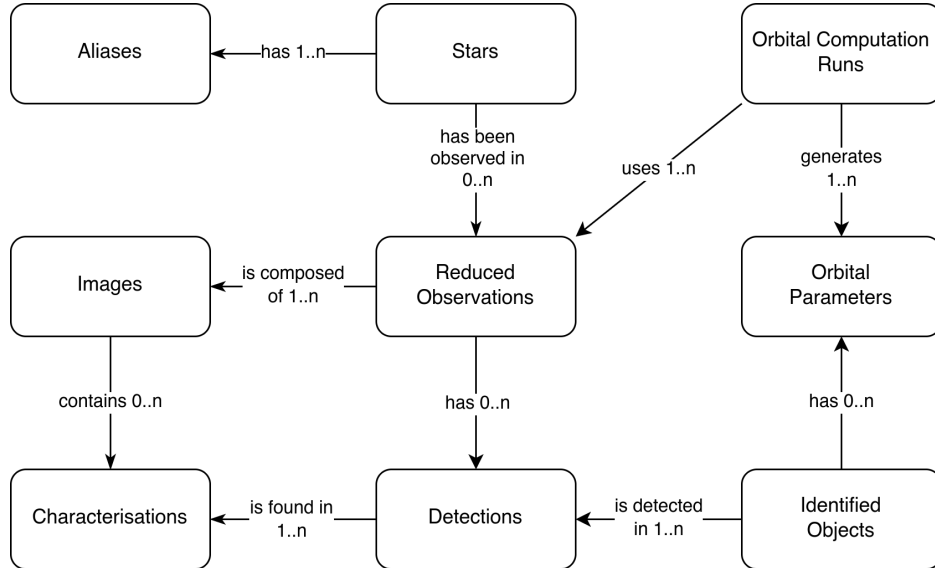 Aliases
has 1..n
Stars
Orbital Computation
Runs
has been
observed in
0..n
uses 1..n
generates
1..n
Images
is composed
of 1..n
Reduced
Observations
Orbital
Parameters
contains 0..n
has 0..n
has 0..n
Characterisations
is found in
1..n
Detections
is detected
in 1..n
Identified
Objects